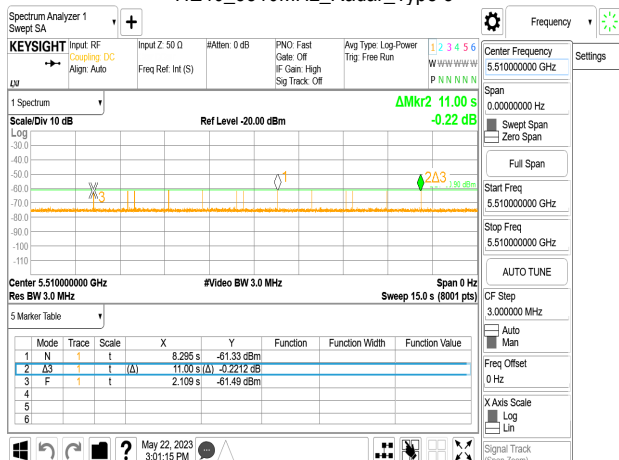 Spectrum Analyzer 1
Swept SA
Frequency
Settings
KEYSIGHT
Input: RF
Coupling: DC
Align: Auto
Input Z: 50 Ω
Freq Ref: Int (S)
#Atten: 0 dB
PNO: Fast
Gate: Off
IF Gain: High
Sig Track: Off
Avg Type: Log-Power
Trig: Free Run
1 2 3 4 5 6
W W W W W W
P N N N N N
LXI
1 Spectrum
Scale/Div 10 dB
Ref Level -20.00 dBm
ΔMkr2 11.00 s
-0.22 dB
Log
-30.0
-40.0
-50.0
-60.0
-70.0
-80.0
-90.0
-100
-110
3
1
2Δ3
Center 5.510000000 GHz
Res BW 3.0 MHz
#Video BW 3.0 MHz
Span 0 Hz
Sweep 15.0 s (8001 pts)
5 Marker Table
Mode Trace Scale X Y Function Function Width Function Value
1 N 1 t 8.295 s -61.33 dBm
2 Δ3 1 t (Δ) 11.00 s (Δ) -0.2212 dB
3 F 1 t 2.109 s -61.49 dBm
4
5
6
May 22, 2023
3:01:15 PM
Center Frequency
5.510000000 GHz
Span
0.00000000 Hz
Swept Span
Zero Span
Full Span
Start Freq
5.510000000 GHz
Stop Freq
5.510000000 GHz
AUTO TUNE
CF Step
3.000000 MHz
Auto
Man
Freq Offset
0 Hz
X Axis Scale
Log
Lin
Signal Track
(Span Zoom)